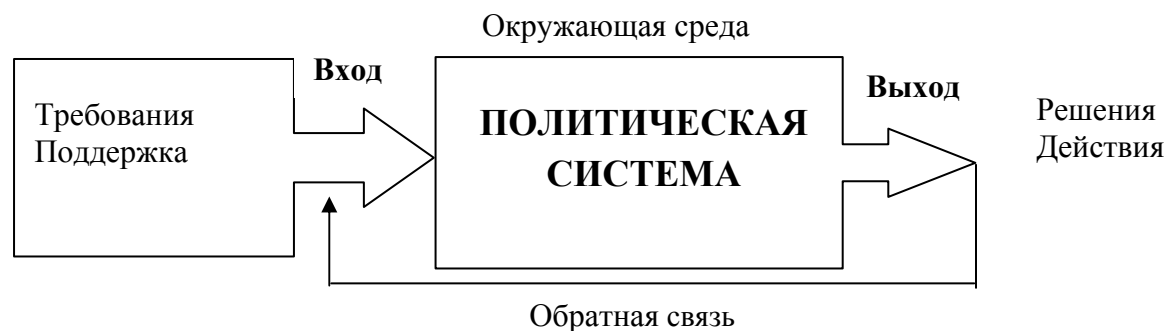 Окружающая среда
Вход
Выход
Требования
Поддержка
ПОЛИТИЧЕСКАЯ
СИСТЕМА
Решения
Действия
Обратная связь